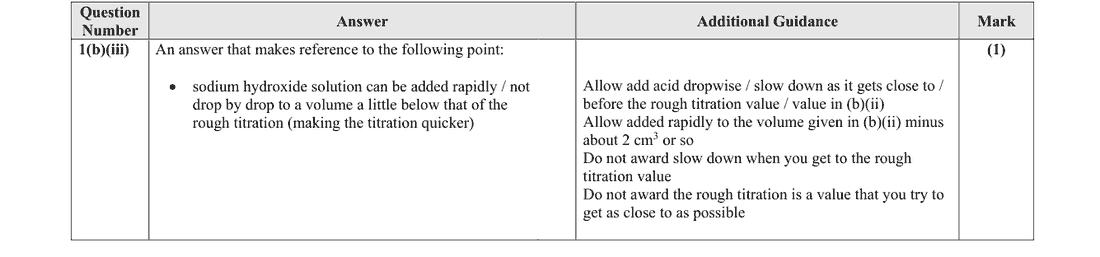 Question Number Answer Additional Guidance Mark
1(b)(iii) An answer that makes reference to the following point: (1)
• sodium hydroxide solution can be added rapidly / not
drop by drop to a volume a little below that of the
rough titration (making the titration quicker)
Allow add acid dropwise / slow down as it gets close to /
before the rough titration value / value in (b)(ii)
Allow added rapidly to the volume given in (b)(ii) minus
about 2 cm³ or so
Do not award slow down when you get to the rough
titration value
Do not award the rough titration is a value that you try to
get as close to as possible